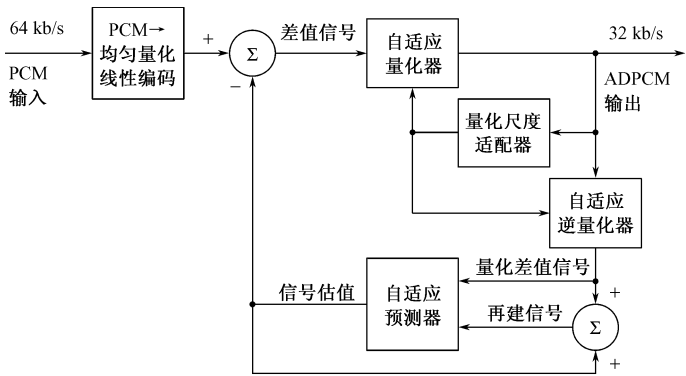 64 kb/s
PCM
输入
PCM→
均匀量化
线性编码
+
Σ
−
差值信号
自适应
量化器
32 kb/s
ADPCM
输出
量化尺度
适配器
自适应
逆量化器
量化差值信号
+
信号估值
自适应
预测器
再建信号
Σ
+